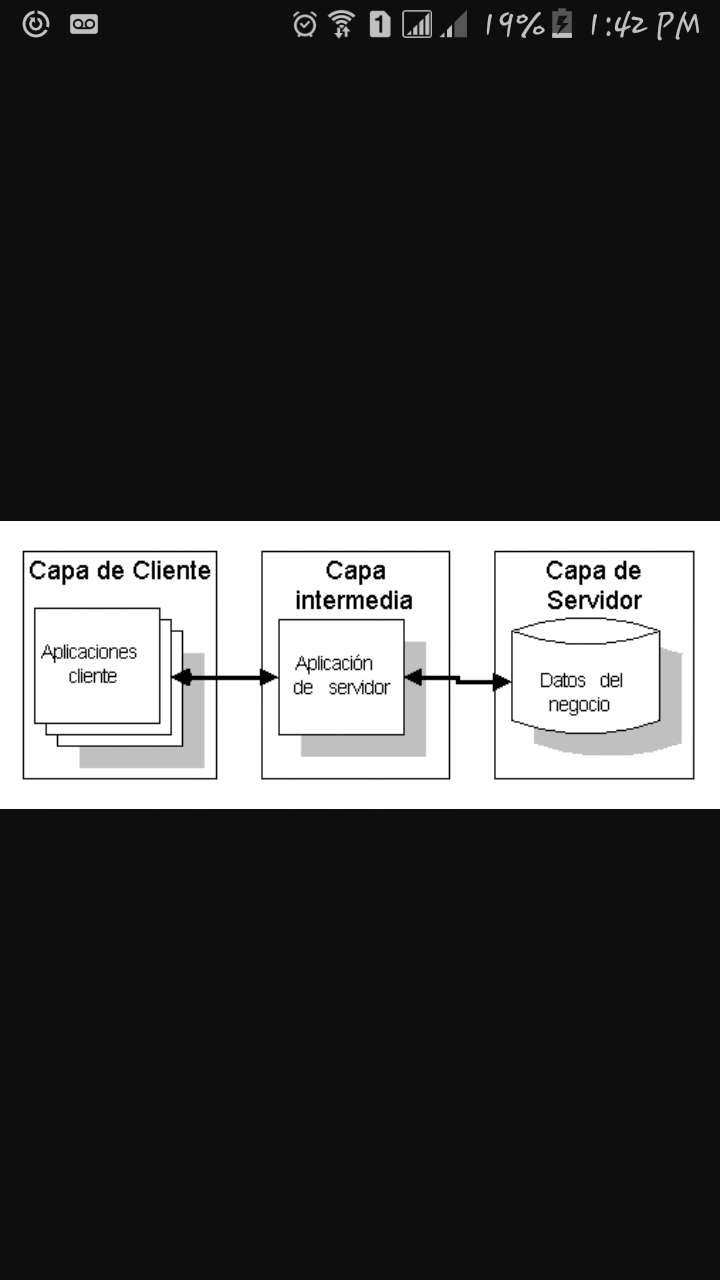 1 19% 1:42 PM
Capa de Cliente
Aplicaciones
cliente
Capa
intermedia
Aplicación
de servidor
Capa de
Servidor
Datos del
negocio